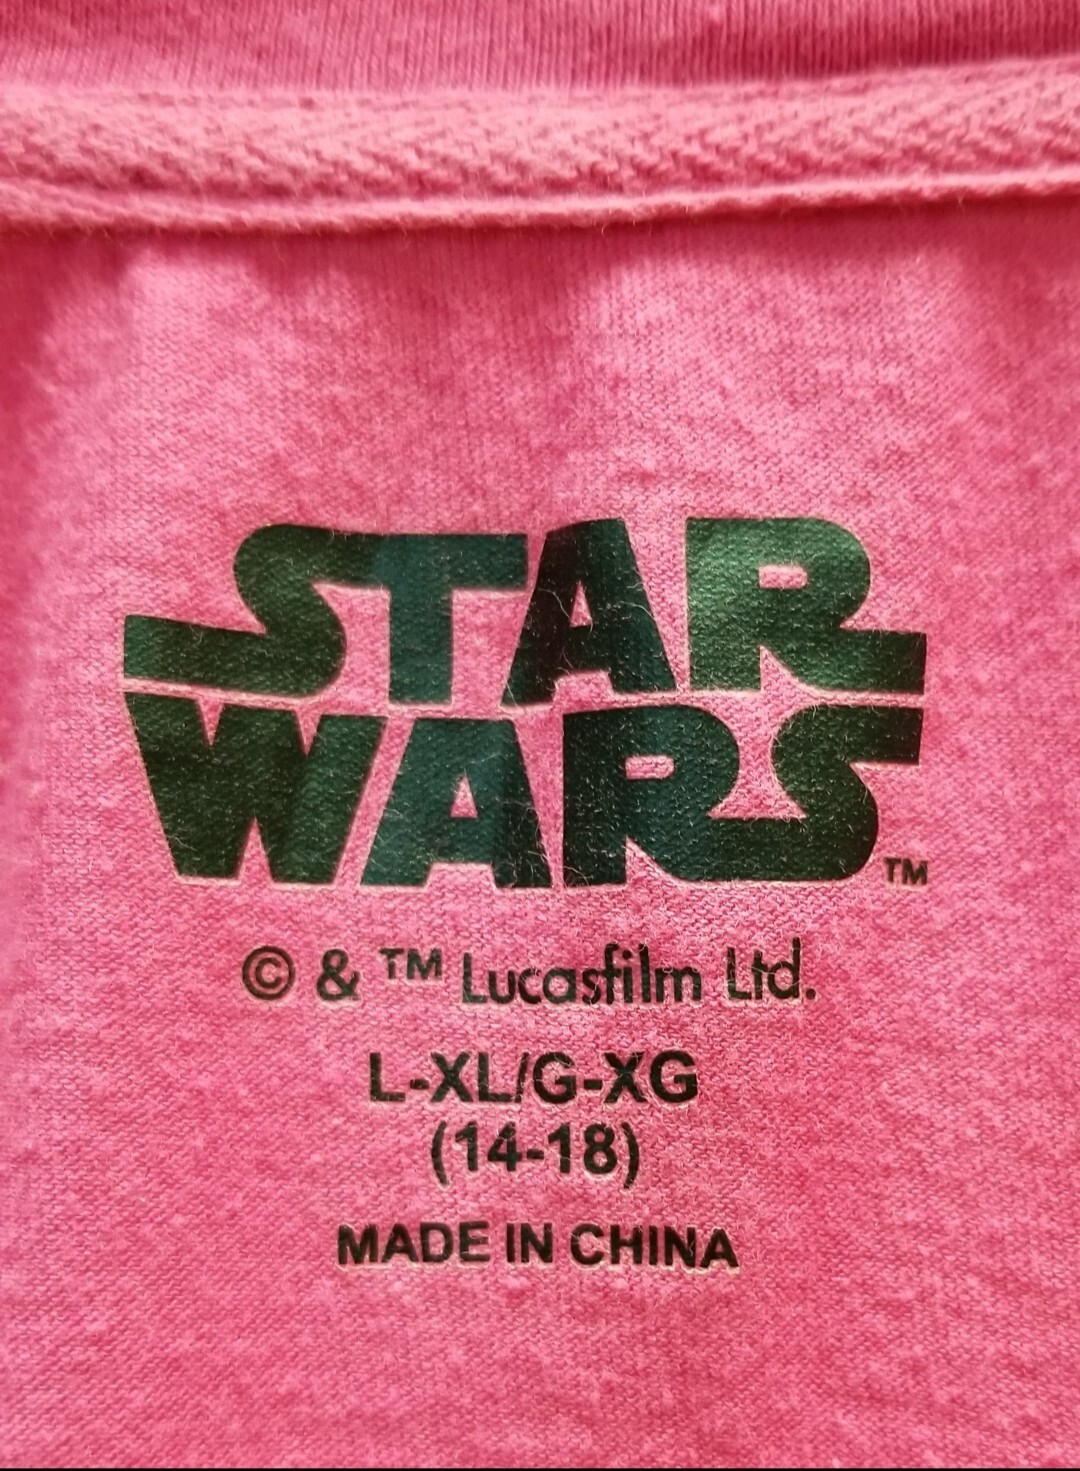 STAR
WARS TM
© & ™ Lucasfilm Ltd.
L-XL/G-XG
(14-18)
MADE IN CHINA